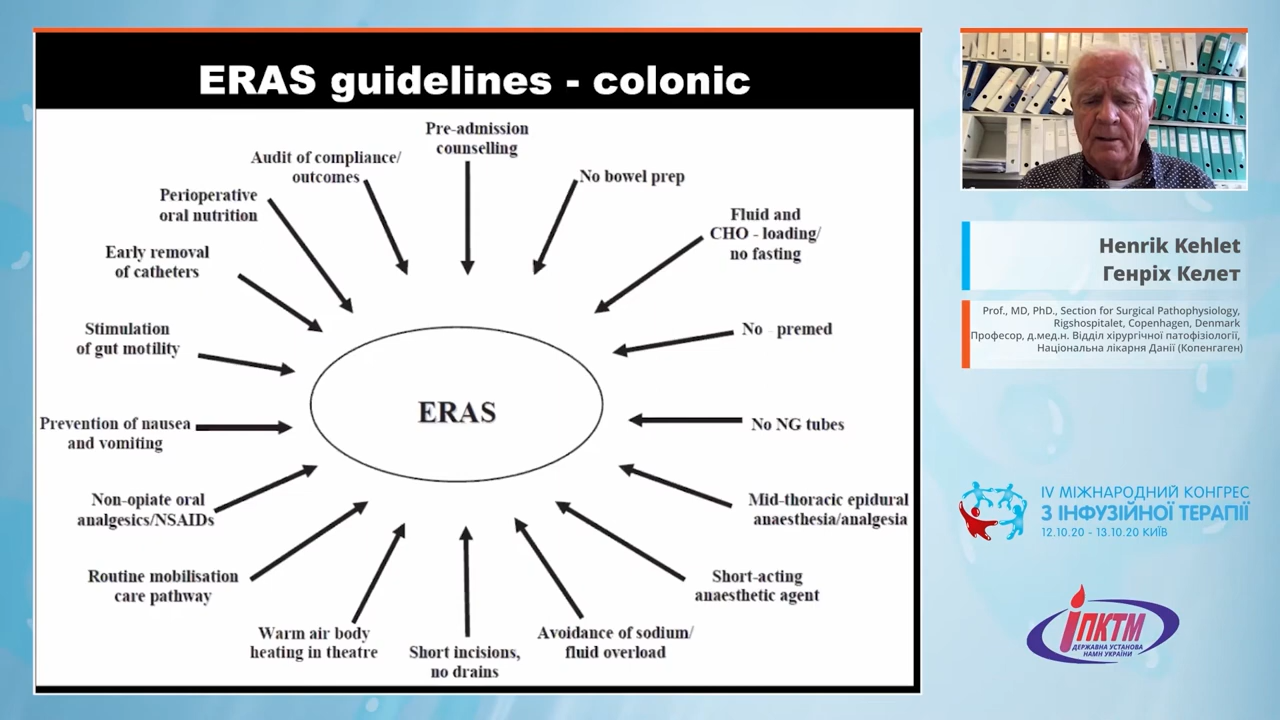 ERAS guidelines - colonic
Pre-admission
counselling
Audit of compliance/
outcomes
No bowel prep
Perioperative
oral nutrition
Fluid and
CHO - loading/
no fasting
Early removal
of catheters
Stimulation
of gut motility
No - premed
ERAS
Prevention of nausea
and vomiting
No NG tubes
Non-opiate oral
analgesics/NSAIDs
Mid-thoracic epidural
anaesthesia/analgesia
Routine mobilisation
care pathway
Short-acting
anaesthetic agent
Warm air body
heating in theatre
Short incisions,
no drains
Avoidance of sodium/
fluid overload
Henrik Kehlet
Генріх Келет
Prof., MD, PhD., Section for Surgical Pathophysiology,
Rigshospitalet, Copenhagen, Denmark
Професор, д.мед.н. Відділ хірургічної патофізіології,
Національна лікарня Данії (Копенгаген)
IV МІЖНАРОДНИЙ КОНГРЕС
З ІНФУЗІЙНОЇ ТЕРАПІЇ
12.10.20 - 13.10.20 КИЇВ
ІПКТМ
ДЕРЖАВНА УСТАНОВА
НАМН УКРАЇНИ